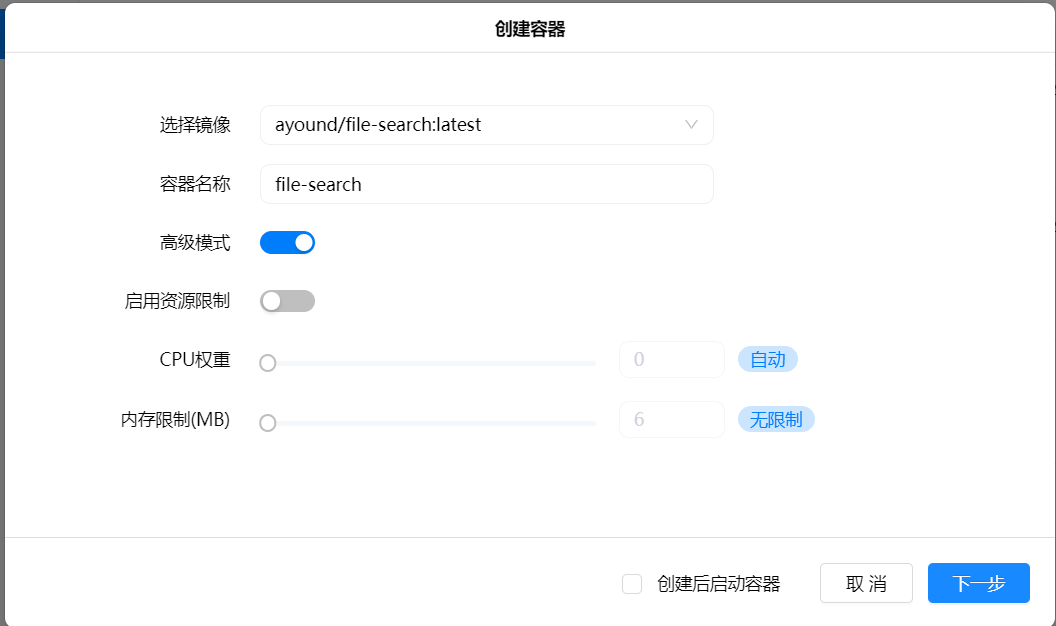 创建容器
选择镜像 ayound/file-search:latest
容器名称 file-search
高级模式
启用资源限制
CPU权重 0 自动
内存限制(MB) 6 无限制
创建后启动容器 取 消 下一步